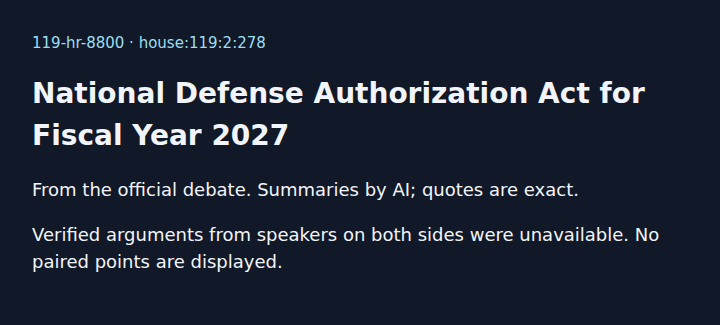 119-hr-8800 · house:119:2:278
National Defense Authorization Act for
Fiscal Year 2027
From the official debate. Summaries by AI; quotes are exact.
Verified arguments from speakers on both sides were unavailable. No
paired points are displayed.